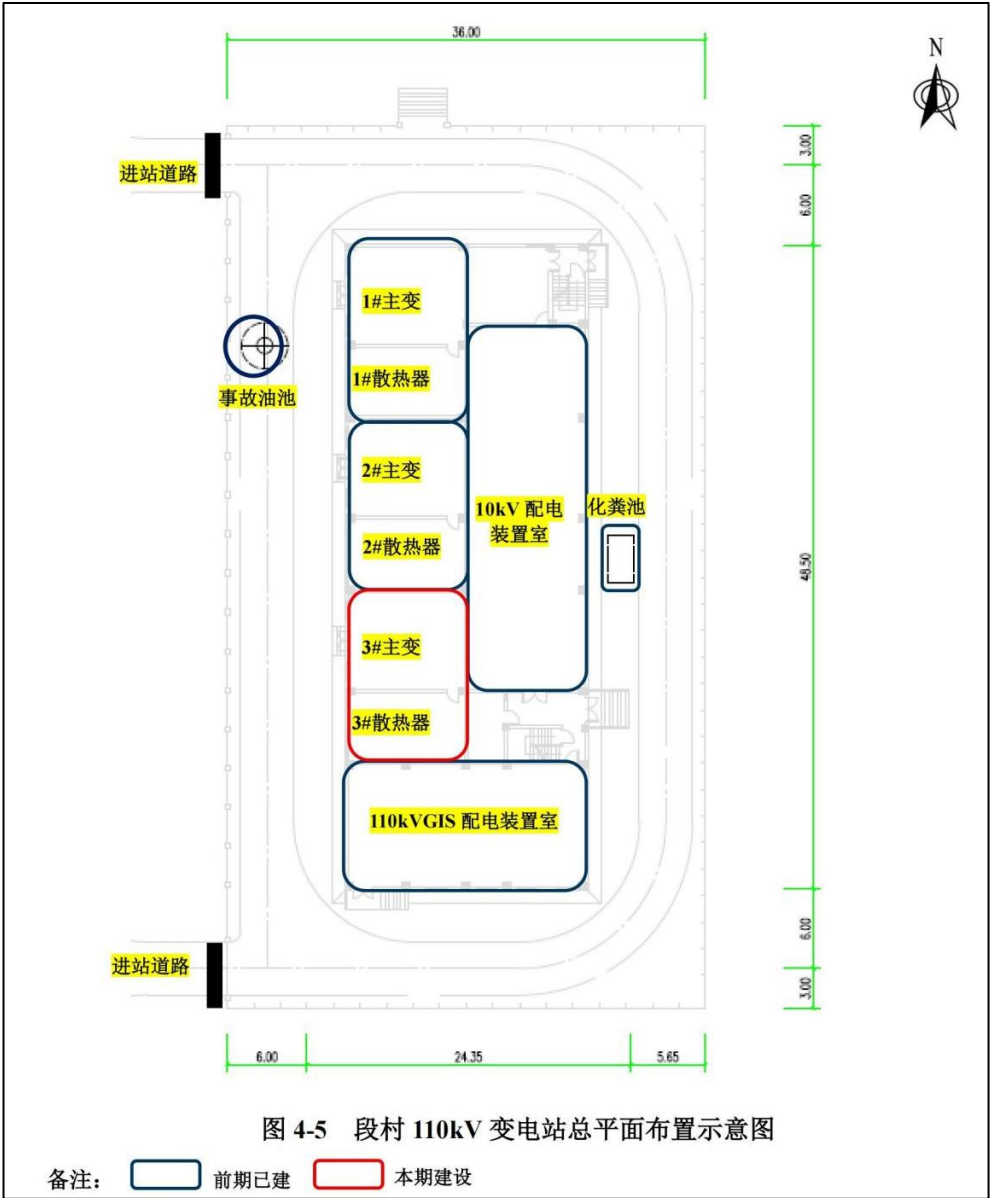 36.00
N
进站道路
3.00
6.00
1#主变
1#散热器
事故油池
2#主变
2#散热器
10kV 配电
装置室
化粪池
48.50
3#主变
3#散热器
110kVGIS 配电装置室
进站道路
6.00
3.00
6.00
24.35
5.65
图 4-5 段村 110kV 变电站总平面布置示意图
备注： 前期已建 本期建设